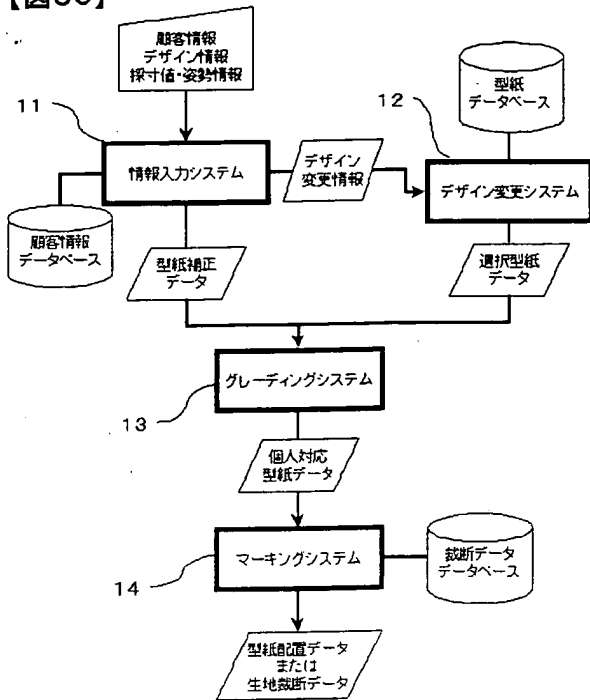 顧客情報
デザイン情報
採寸値・姿勢情報
11
情報入力システム
デザイン
変更情報
12
型紙
データベース
デザイン変更システム
顧客情報
データベース
型紙補正
データ
選択型紙
データ
グレーディングシステム
13
個人対応
型紙データ
マーキングシステム
14
裁断データ
データベース
型紙配置データ
または
生地裁断データ